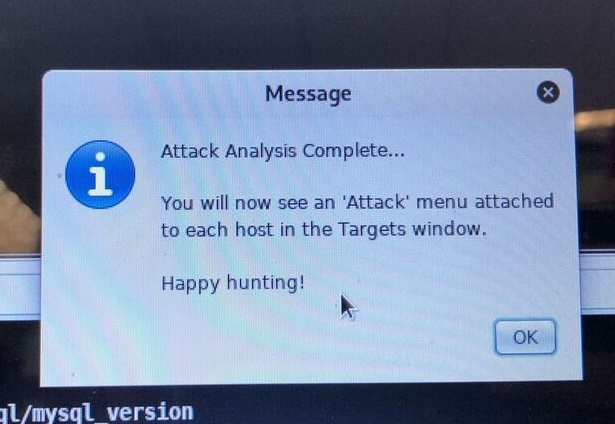 Message
Attack Analysis Complete...
You will now see an 'Attack' menu attached
to each host in the Targets window.
Happy hunting!
OK
ql/mysql_version